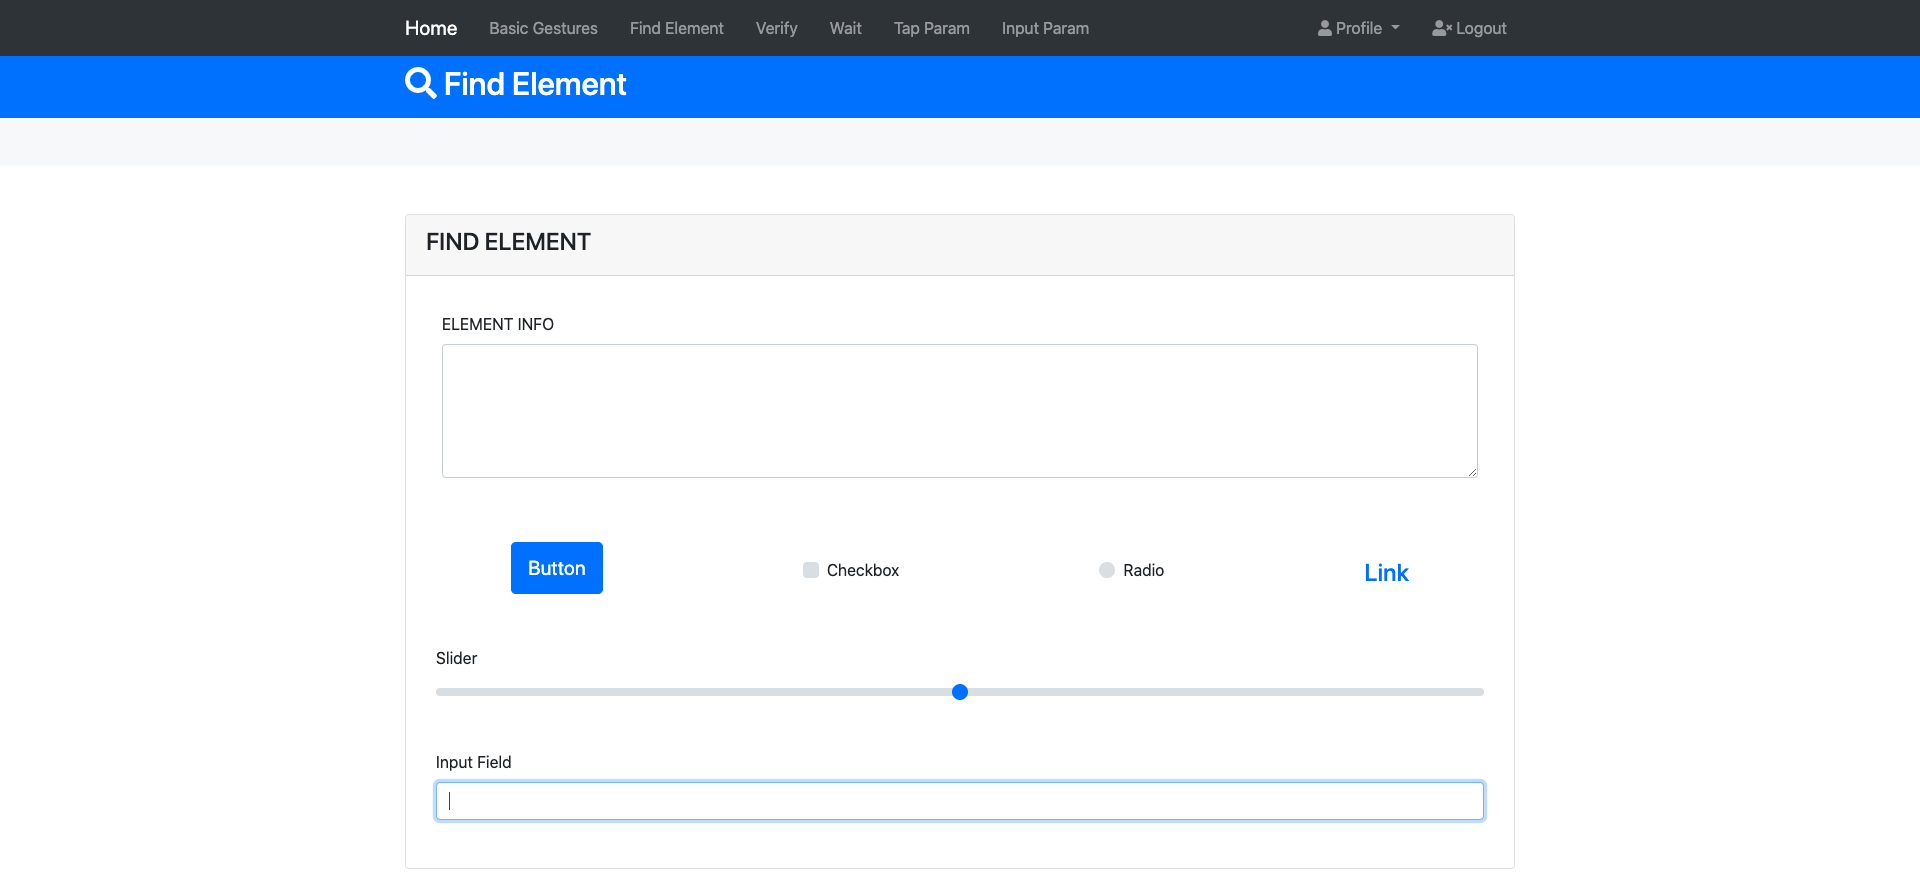 Home Basic Gestures Find Element Verify Wait Tap Param Input Param Profile Logout
Find Element
FIND ELEMENT
ELEMENT INFO
Button Checkbox Radio Link
Slider
Input Field